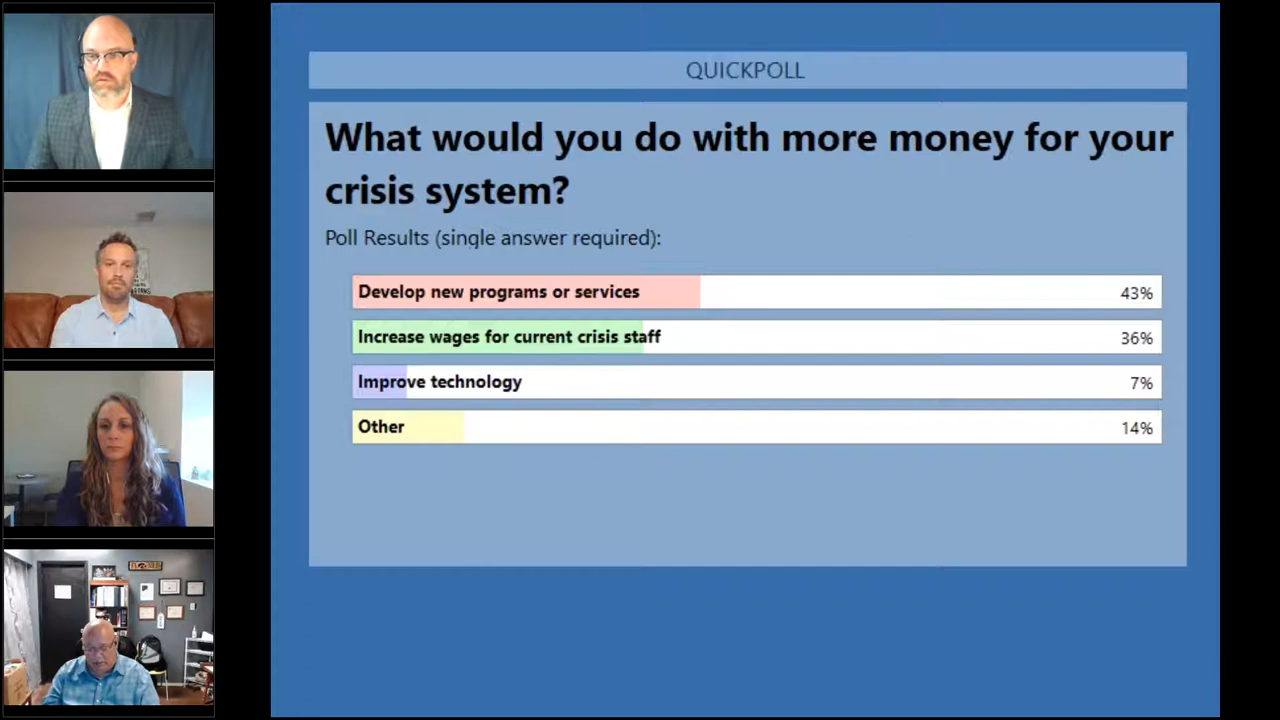 QUICKPOLL
What would you do with more money for your
crisis system?
Poll Results (single answer required):
Develop new programs or services 43%
Increase wages for current crisis staff 36%
Improve technology 7%
Other 14%